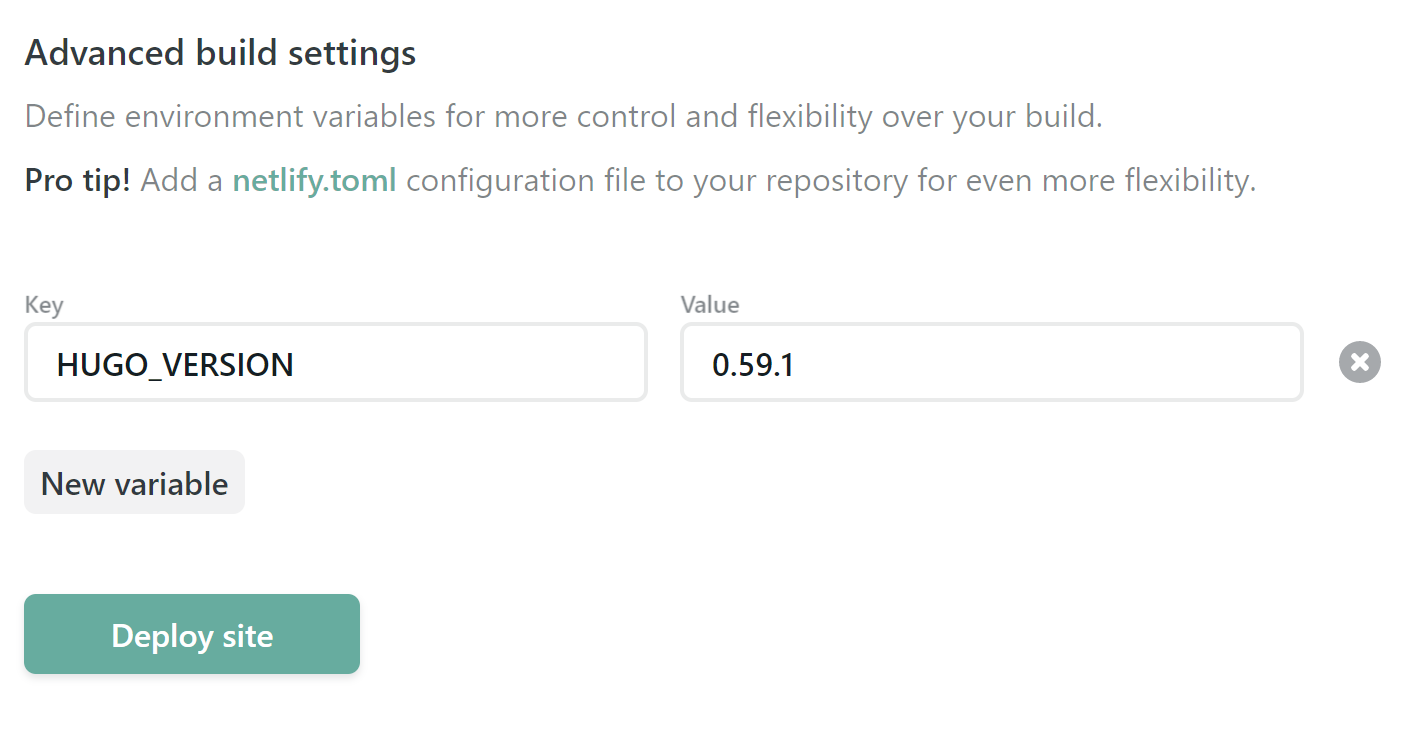 Advanced build settings
Define environment variables for more control and flexibility over your build.
Pro tip! Add a netlify.toml configuration file to your repository for even more flexibility.
Key Value
HUGO_VERSION 0.59.1
New variable
Deploy site